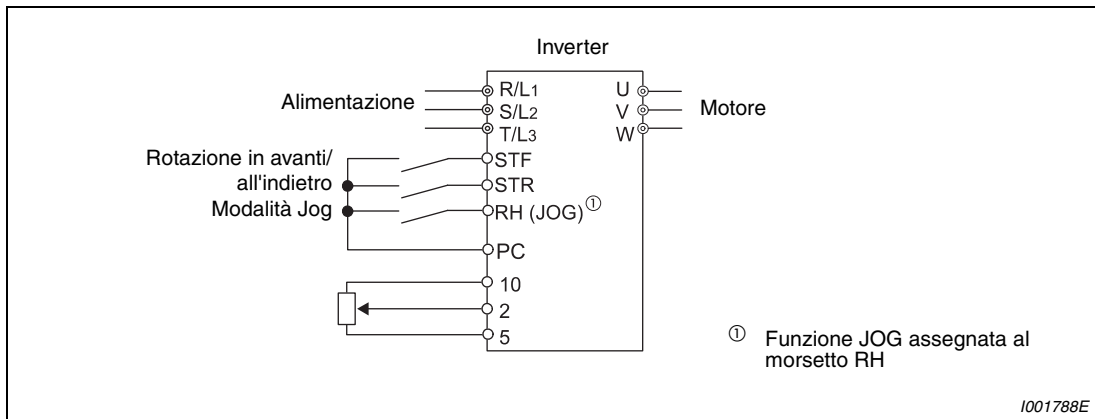 Inverter
Alimentazione
R/L1
S/L2
T/L3
U
V
W
Motore
Rotazione in avanti/
all'indietro
Modalità Jog
STF
STR
RH (JOG)①
PC
10
2
5
① Funzione JOG assegnata al
morsetto RH
I001788E